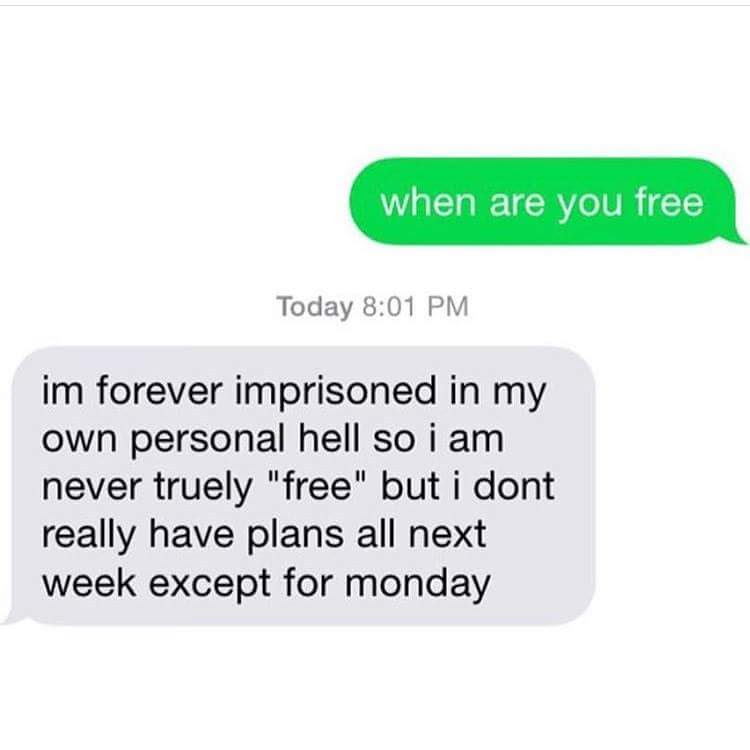 when are you free
Today 8:01 PM
im forever imprisoned in my
own personal hell so i am
never truely "free" but i dont
really have plans all next
week except for monday